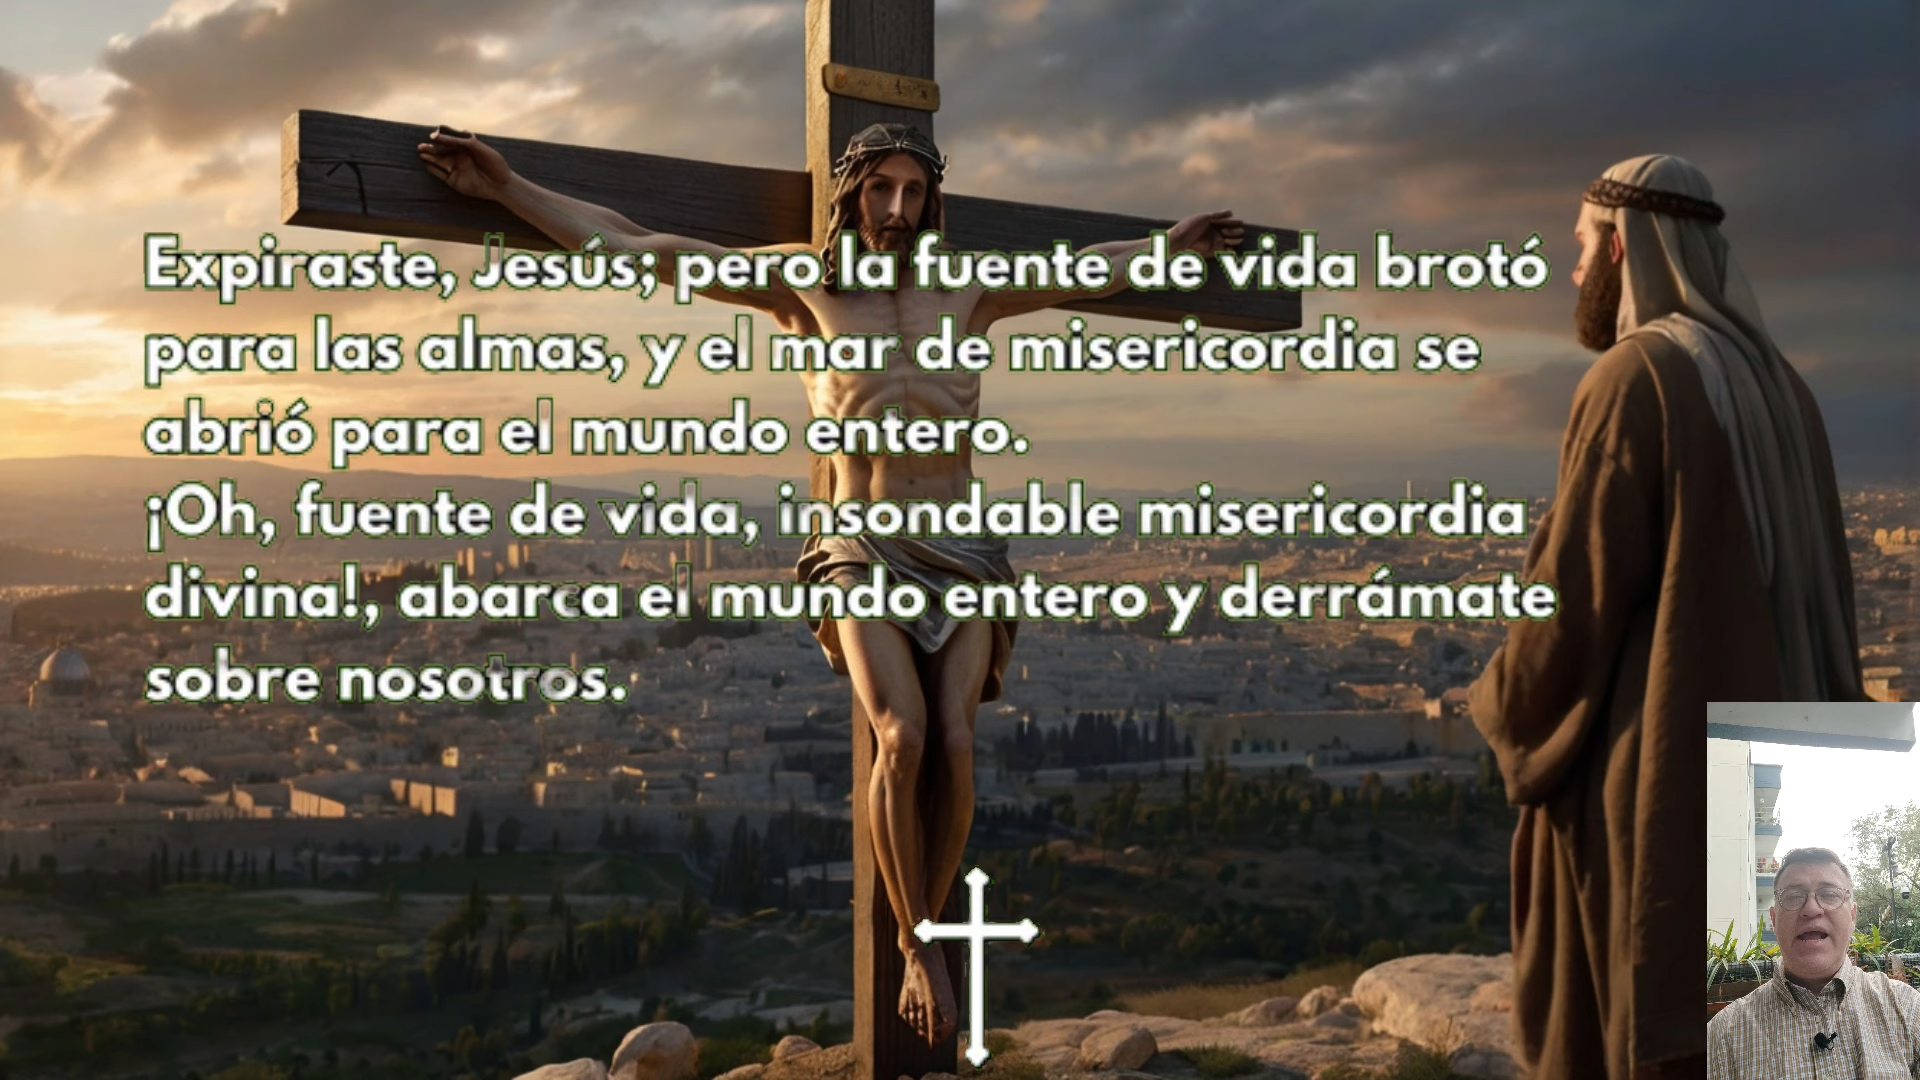 Expiraste, Jesús; pero la fuente de vida brotó
para las almas, y el mar de misericordia se
abrió para el mundo entero.
¡Oh, fuente de vida, insondable misericordia
divina!, abarca el mundo entero y derrámate
sobre nosotros.